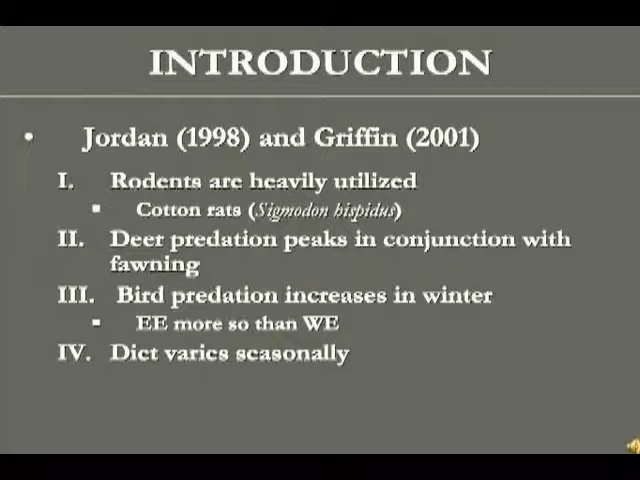 INTRODUCTION
• Jordan (1998) and Griffin (2001)
I. Rodents are heavily utilized
▪ Cotton rats (Sigmodon hispidus)
II. Deer predation peaks in conjunction with
fawning
III. Bird predation increases in winter
▪ EE more so than WE
IV. Diet varies seasonally